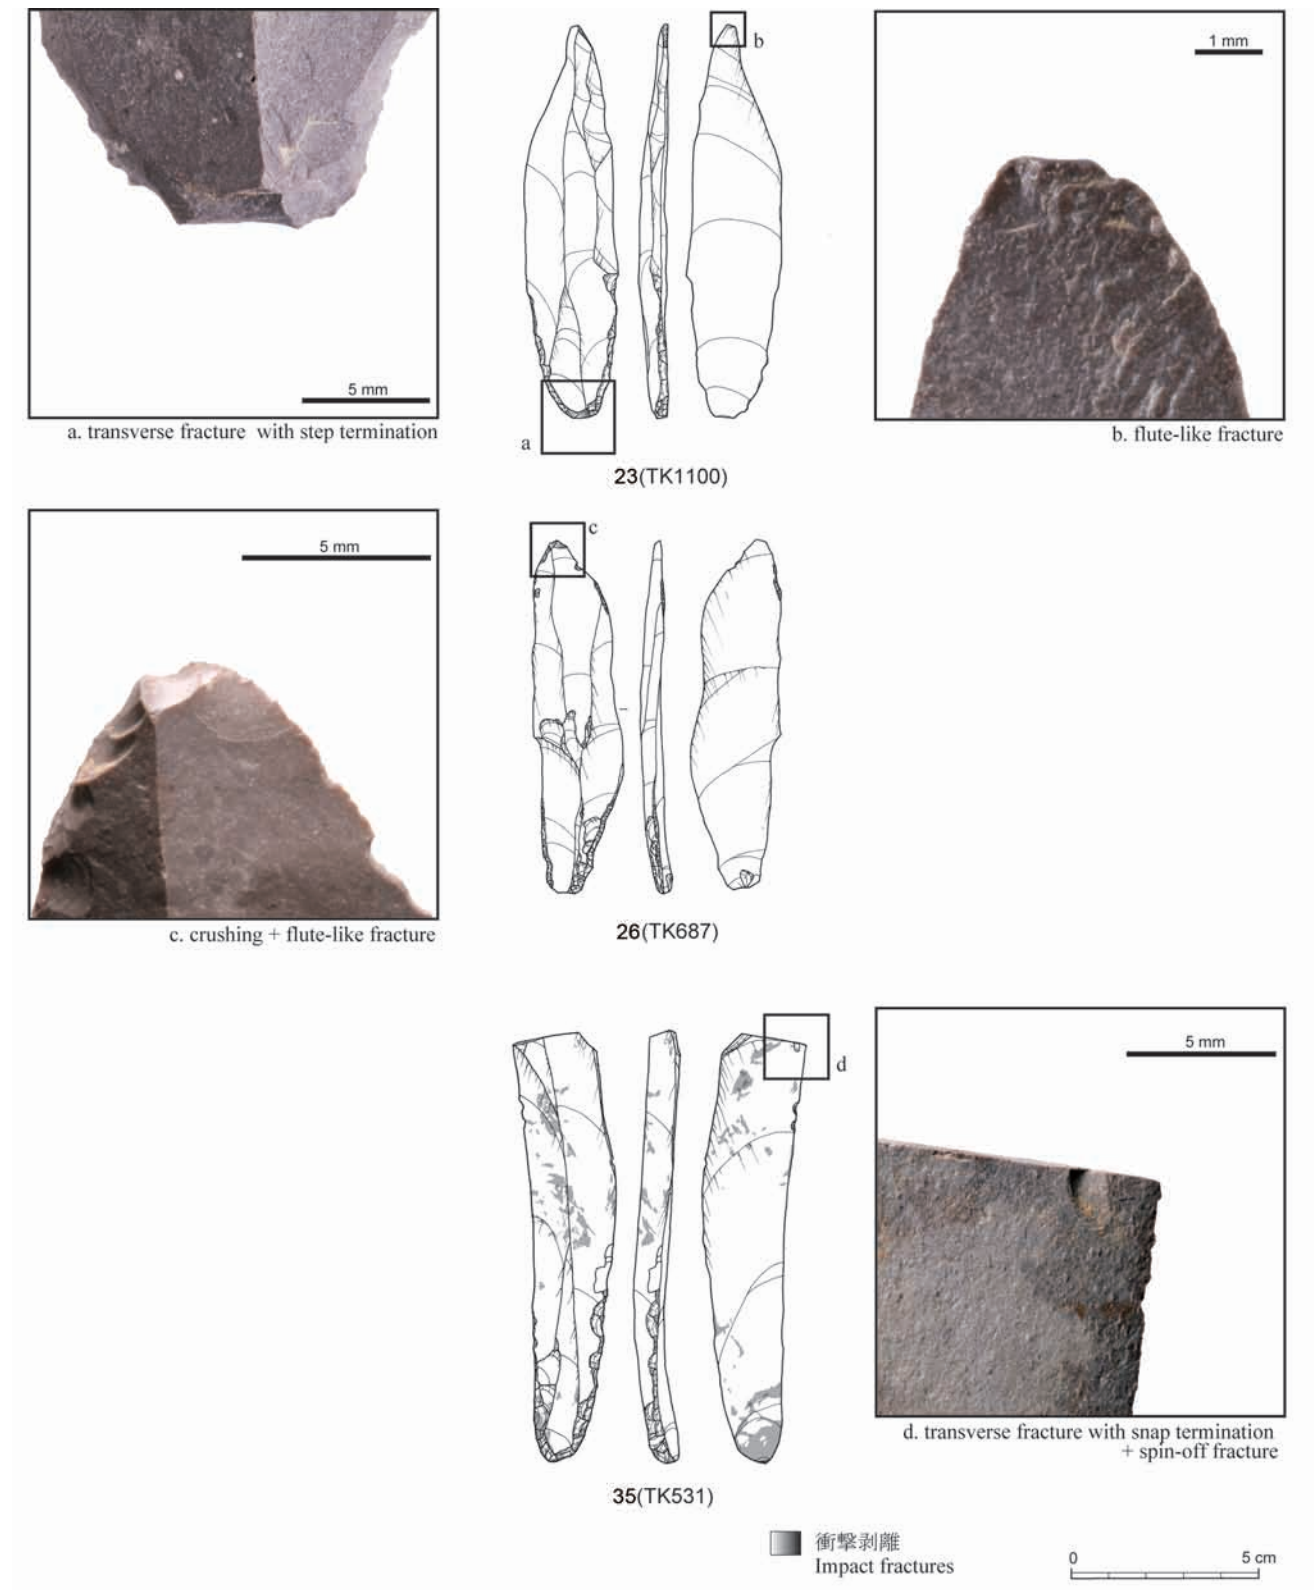 5 mm
a. transverse fracture with step termination
b
a
1 mm
b. flute-like fracture
23(TK1100)
5 mm
c. crushing + flute-like fracture
c
26(TK687)
d
5 mm
d. transverse fracture with snap termination
+ spin-off fracture
35(TK531)
衝撃剥離
Impact fractures
0 5 cm